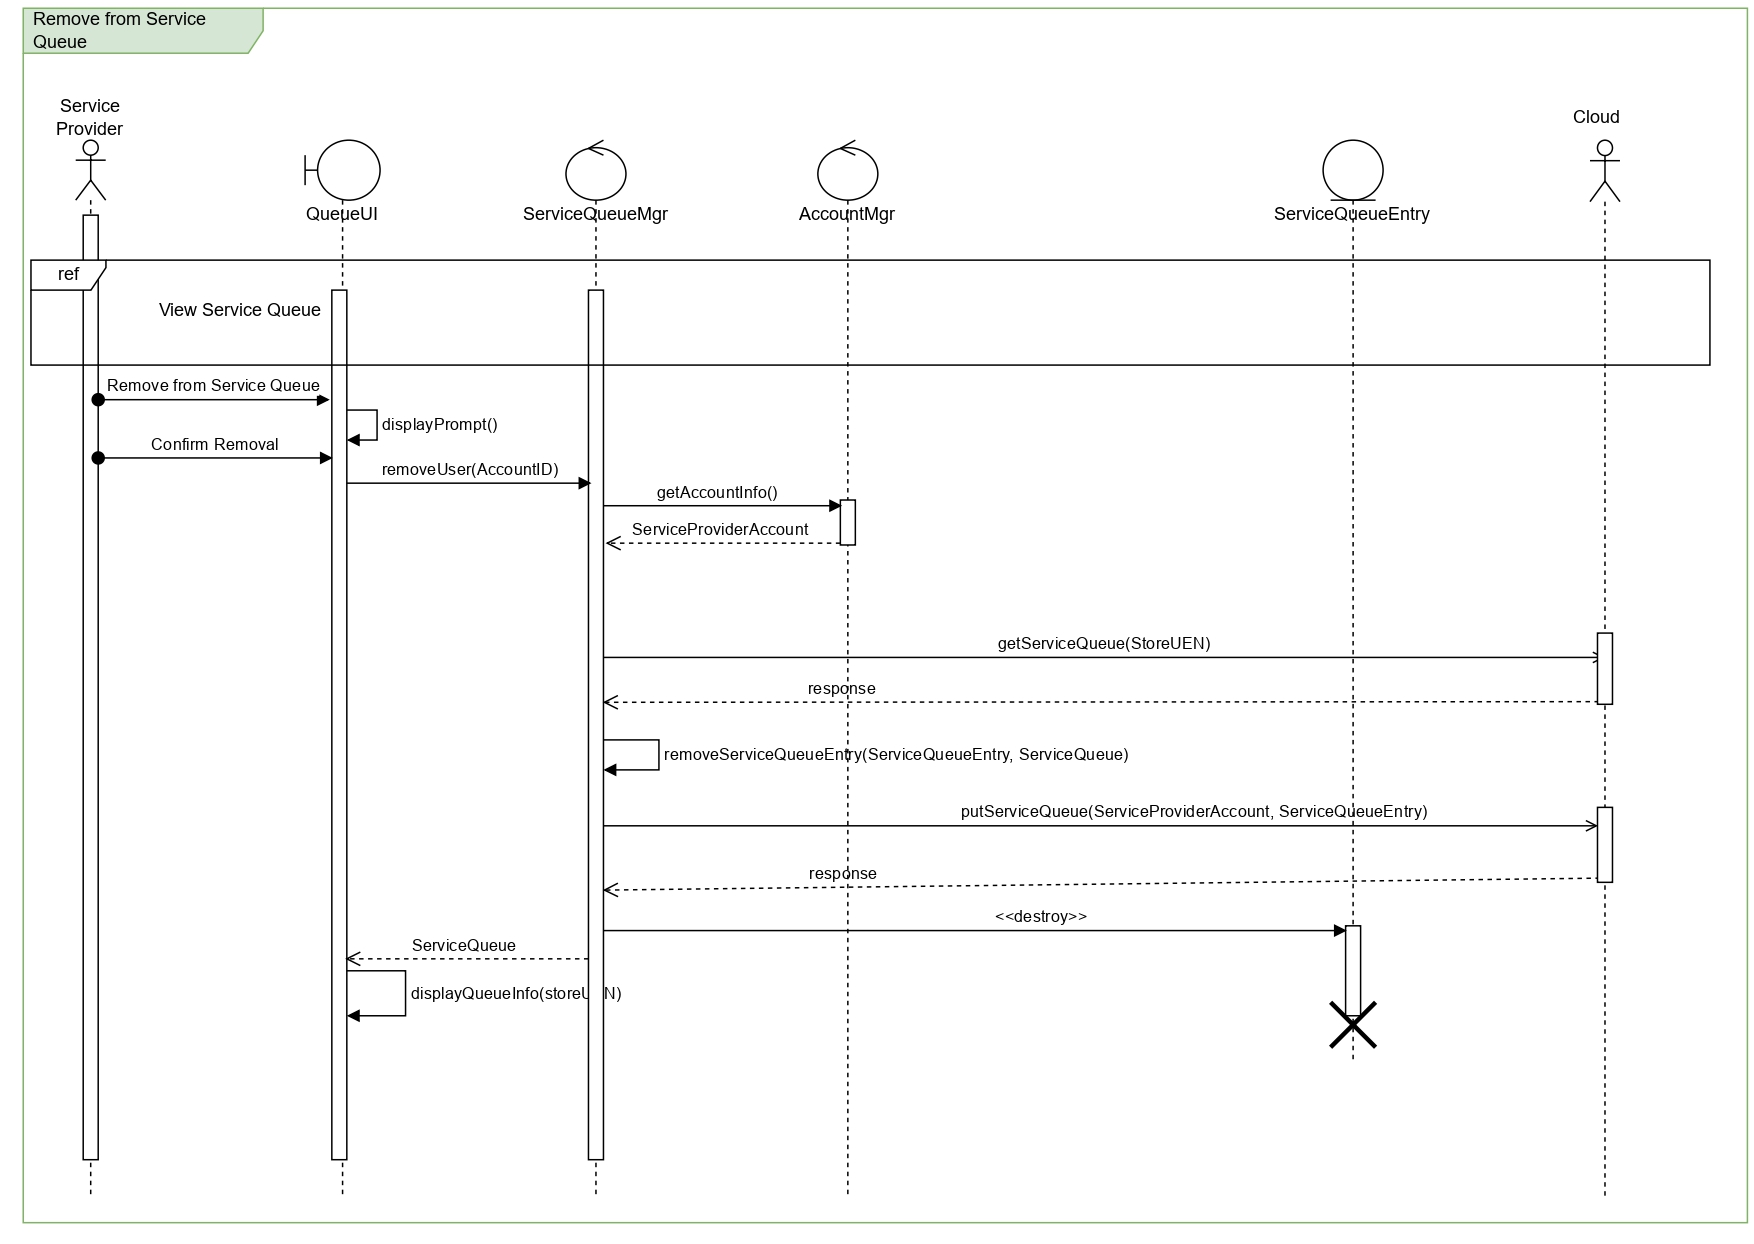 Remove from Service
Queue
Service
Provider
Cloud
QueueUI
ServiceQueueMgr
AccountMgr
ServiceQueueEntry
ref
View Service Queue
Remove from Service Queue
displayPrompt()
Confirm Removal
removeUser(AccountID)
getAccountInfo()
ServiceProviderAccount
getServiceQueue(StoreUEN)
response
removeServiceQueueEntry(ServiceQueueEntry, ServiceQueue)
putServiceQueue(ServiceProviderAccount, ServiceQueueEntry)
response
<<destroy>>
ServiceQueue
displayQueueInfo(storeUEN)